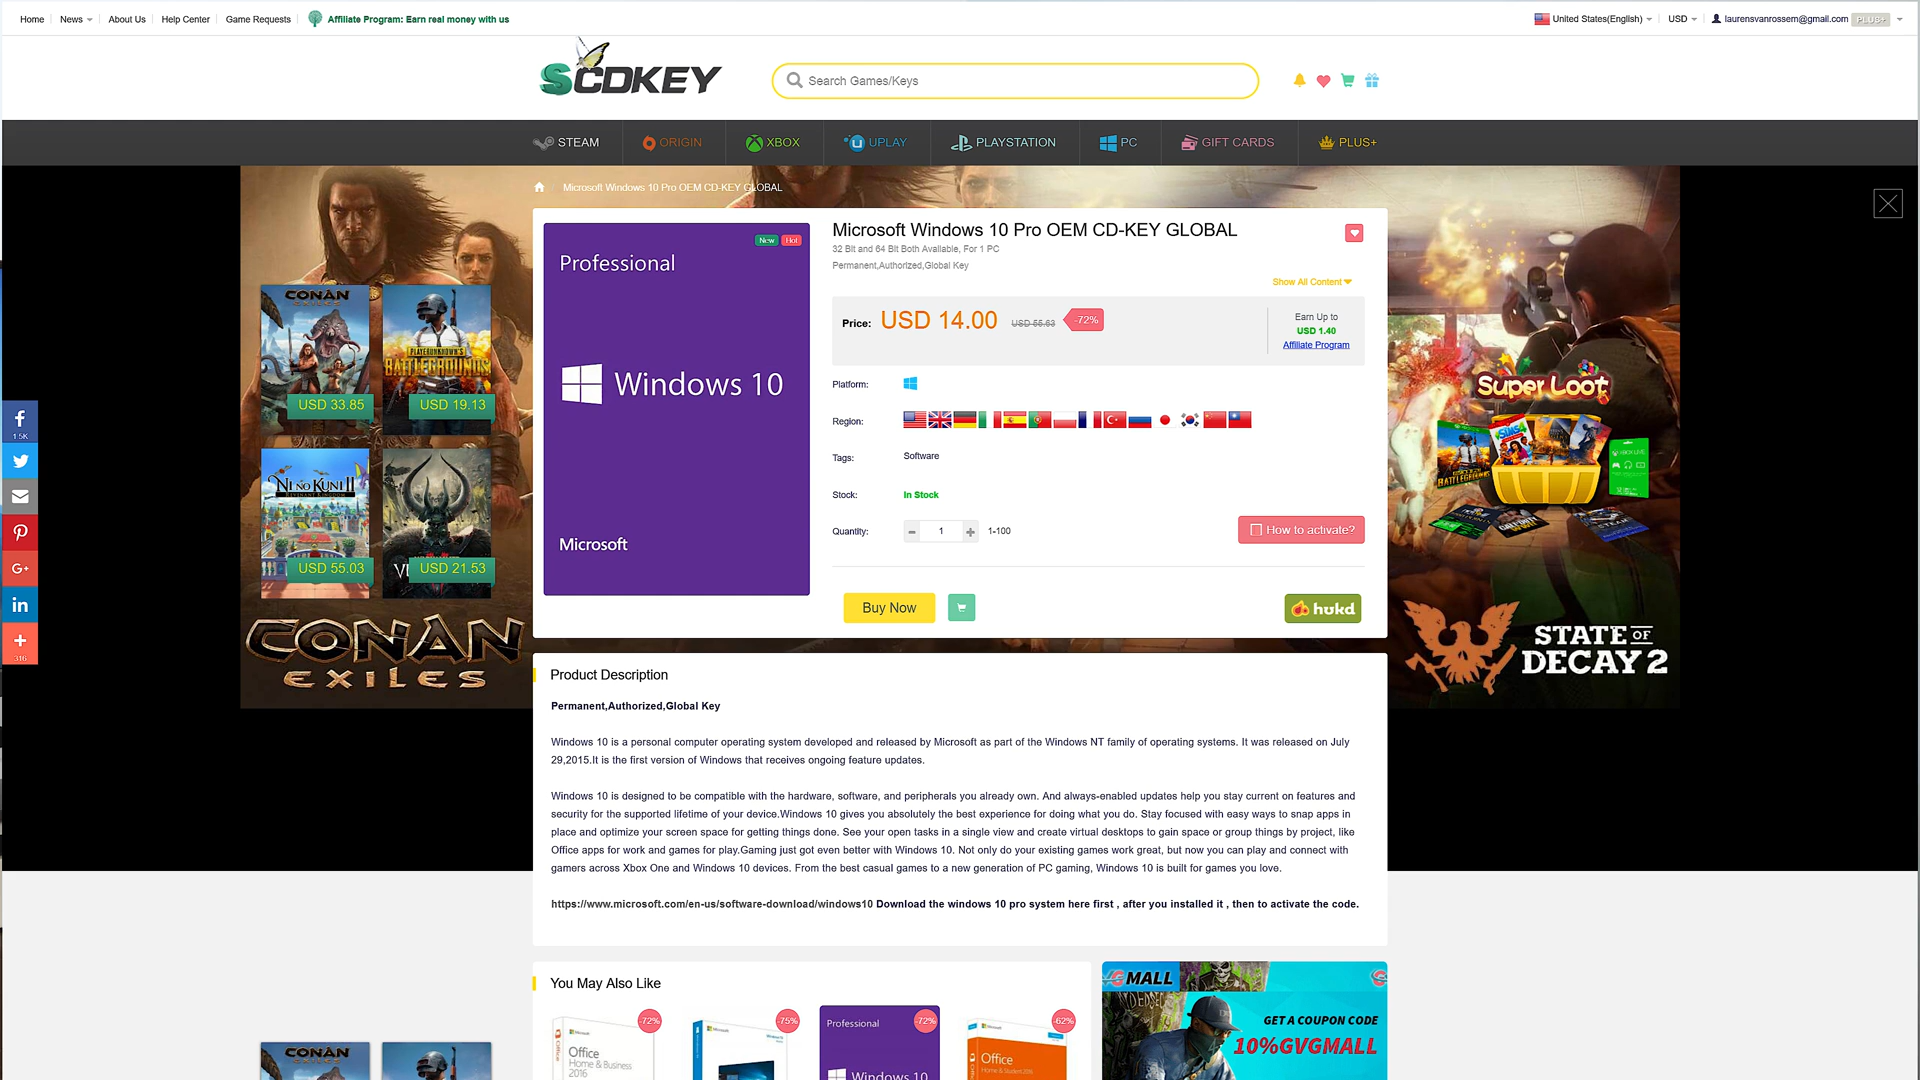 Home News About Us Help Center Game Requests Affiliate Program: Earn real money with us United States(English) USD laurensvanrossem@gmail.com PLUS+
SCDKEY
Search Games/Keys
STEAM ORIGIN XBOX UPLAY PLAYSTATION PC GIFT CARDS PLUS+
Microsoft Windows 10 Pro OEM CD-KEY GLOBAL
New Hot
Professional
Windows 10
Microsoft
Microsoft Windows 10 Pro OEM CD-KEY GLOBAL
32 Bit and 64 Bit Both Available, For 1 PC
Permanent,Authorized,Global Key
Show All Content
Price: USD 14.00 USD 55.63 -72%
Earn Up to
USD 1.40
Affiliate Program
Platform:
Region:
Tags: Software
Stock: In Stock
Quantity: 1 1-100
How to activate?
Buy Now
hukd
CONAN
EXILES
USD 33.85
PLAYERUNKNOWN'S
BATTLEGROUNDS
USD 19.13
NI NO KUNI II
REVENANT KINGDOM
USD 55.03
USD 21.53
CONAN
EXILES
1.5K
G+
in
316
Super Loot
STATE OF
DECAY 2
Product Description
Permanent,Authorized,Global Key
Windows 10 is a personal computer operating system developed and released by Microsoft as part of the Windows NT family of operating systems. It was released on July
29,2015.It is the first version of Windows that receives ongoing feature updates.
Windows 10 is designed to be compatible with the hardware, software, and peripherals you already own. And always-enabled updates help you stay current on features and
security for the supported lifetime of your device.Windows 10 gives you absolutely the best experience for doing what you do. Stay focused with easy ways to snap apps in
place and optimize your screen space for getting things done. See your open tasks in a single view and create virtual desktops to gain space or group things by project, like
Office apps for work and games for play.Gaming just got even better with Windows 10. Not only do your existing games work great, but now you can play and connect with
gamers across Xbox One and Windows 10 devices. From the best casual games to a new generation of PC gaming, Windows 10 is built for games you love.
https://www.microsoft.com/en-us/software-download/windows10 Download the windows 10 pro system here first , after you installed it , then to activate the code.
You May Also Like
-72%
Office
Home & Business
2016
-75%
Professional
-72%
Windows 10
-62%
Office
Home & Student 2016
MALL
GET A COUPON CODE
10%GVGMALL
CONAN